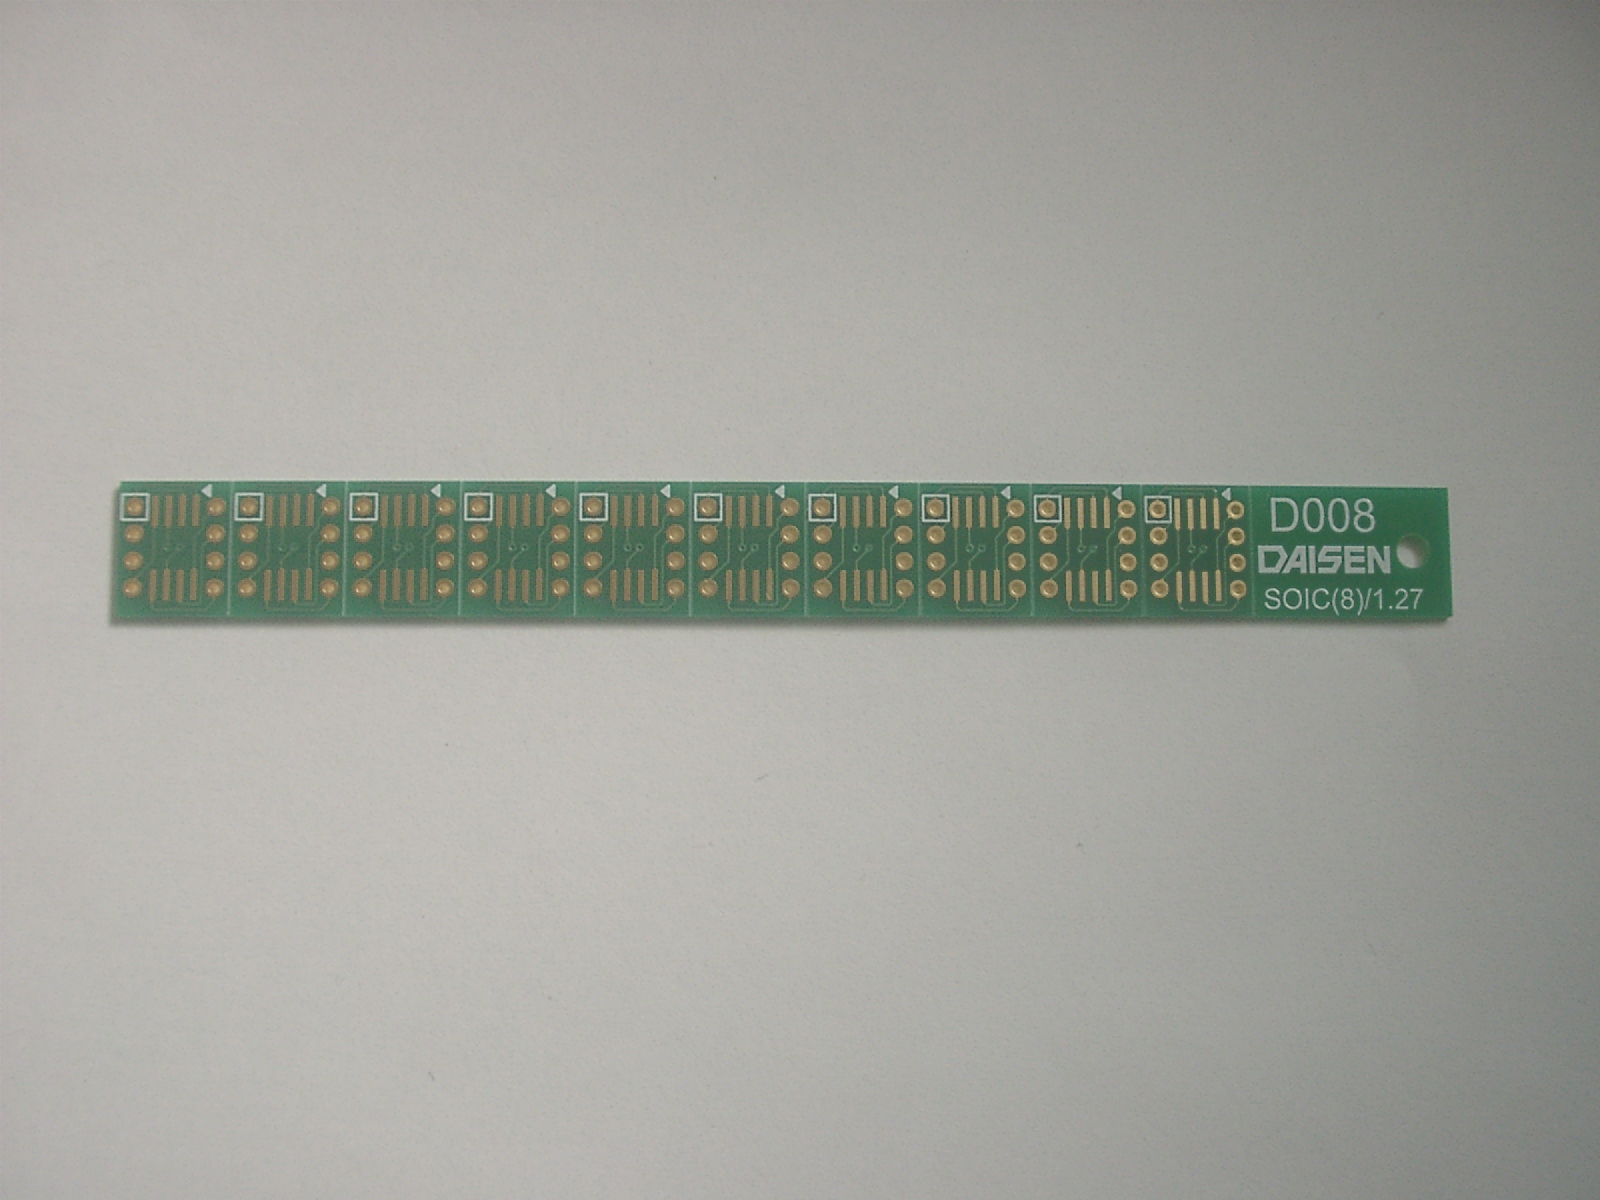 D008
DAISEN
SOIC(8)/1.27